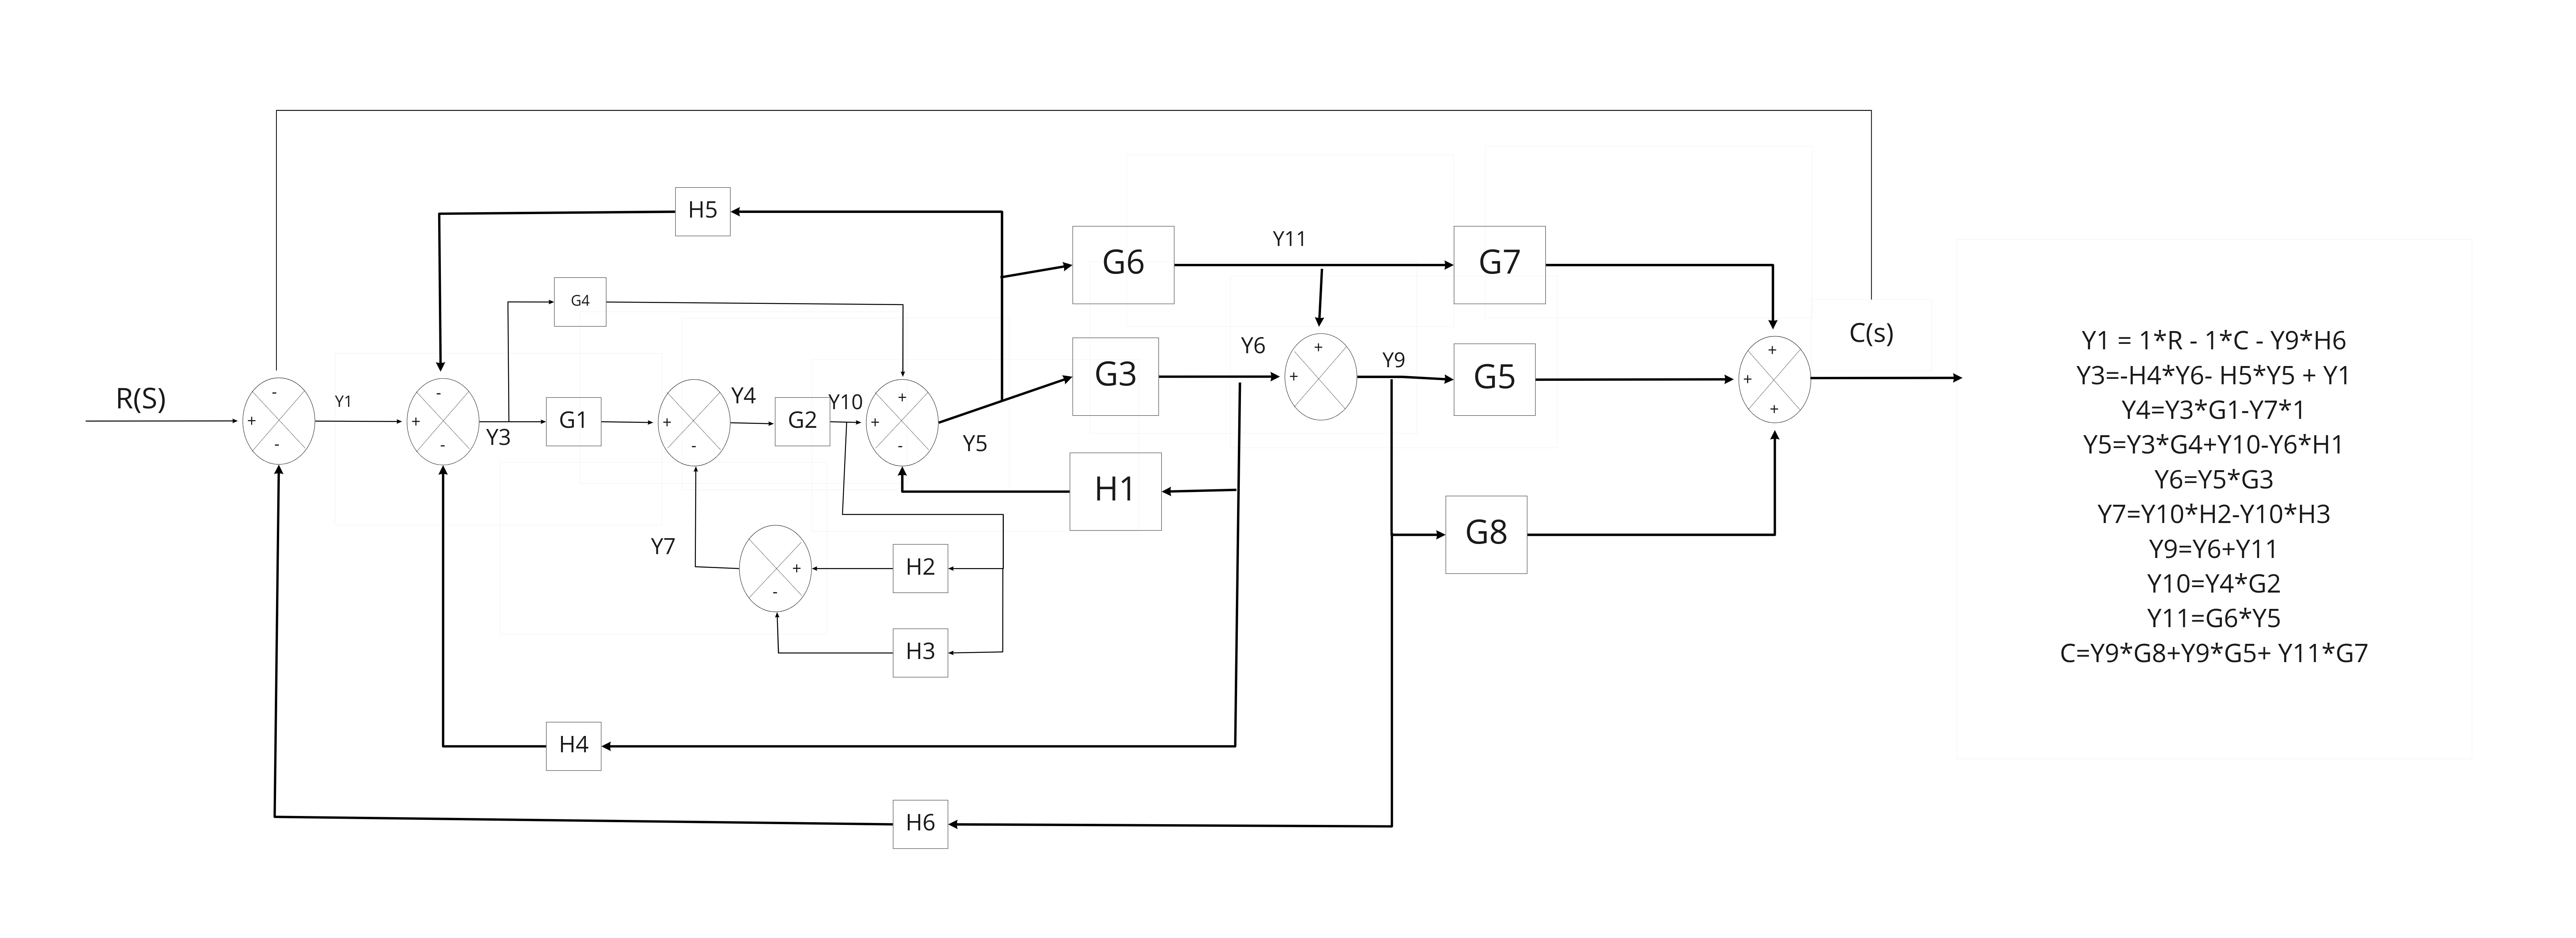 H5
G6
Y11
G7
G4
C(s)
Y6
G3
Y9
G5
R(S)
Y1
Y3
G1
Y4
G2
Y10
Y5
H1
G8
Y7
H2
H3
H4
H6
+
-
-
+
-
-
+
-
+
+
-
+
-
+
+
+
+
+
Y1 = 1*R - 1*C - Y9*H6
Y3=-H4*Y6- H5*Y5 + Y1
Y4=Y3*G1-Y7*1
Y5=Y3*G4+Y10-Y6*H1
Y6=Y5*G3
Y7=Y10*H2-Y10*H3
Y9=Y6+Y11
Y10=Y4*G2
Y11=G6*Y5
C=Y9*G8+Y9*G5+ Y11*G7